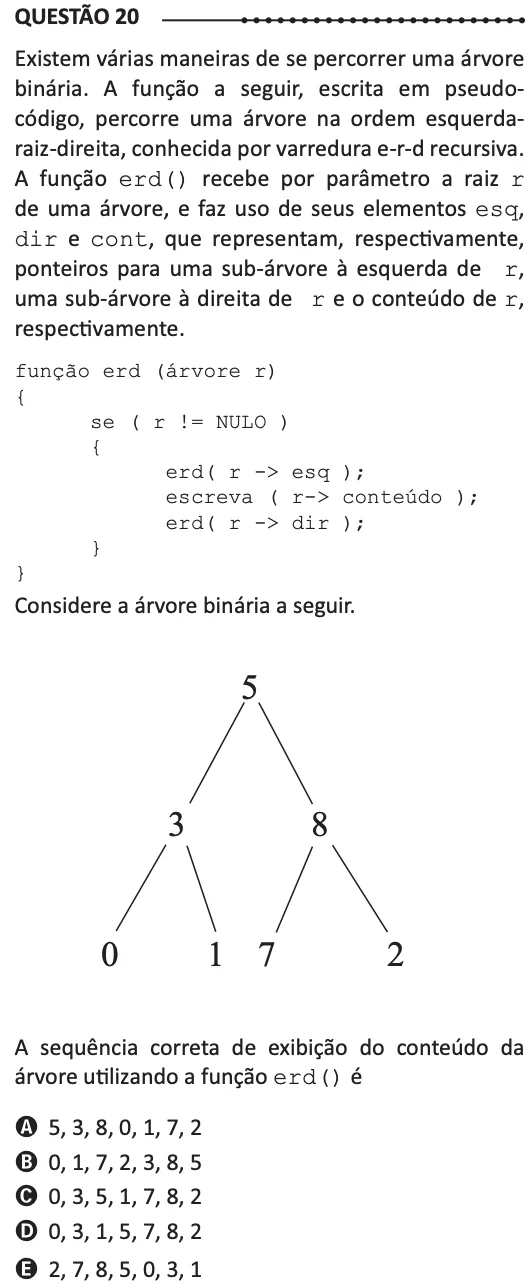 QUESTÃO 20
Existem várias maneiras de se percorrer uma árvore
binária. A função a seguir, escrita em pseudo-
código, percorre uma árvore na ordem esquerda-
raiz-direita, conhecida por varredura e-r-d recursiva.
A função erd() recebe por parâmetro a raiz r
de uma árvore, e faz uso de seus elementos esq,
dir e cont, que representam, respectivamente,
ponteiros para uma sub-árvore à esquerda de r,
uma sub-árvore à direita de r e o conteúdo de r,
respectivamente.
função erd (árvore r)
{
se ( r != NULO )
{
erd( r -> esq );
escreva ( r-> conteúdo );
erd( r -> dir );
}
}
Considere a árvore binária a seguir.
5
3 8
0 1 7 2
A sequência correta de exibição do conteúdo da
árvore utilizando a função erd() é
A 5, 3, 8, 0, 1, 7, 2
B 0, 1, 7, 2, 3, 8, 5
C 0, 3, 5, 1, 7, 8, 2
D 0, 3, 1, 5, 7, 8, 2
E 2, 7, 8, 5, 0, 3, 1